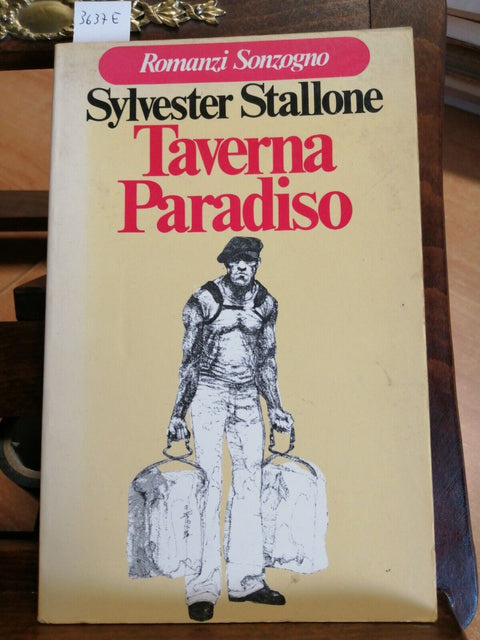 3637E
Romanzi Sonzogno
Sylvester Stallone
Taverna
Paradiso